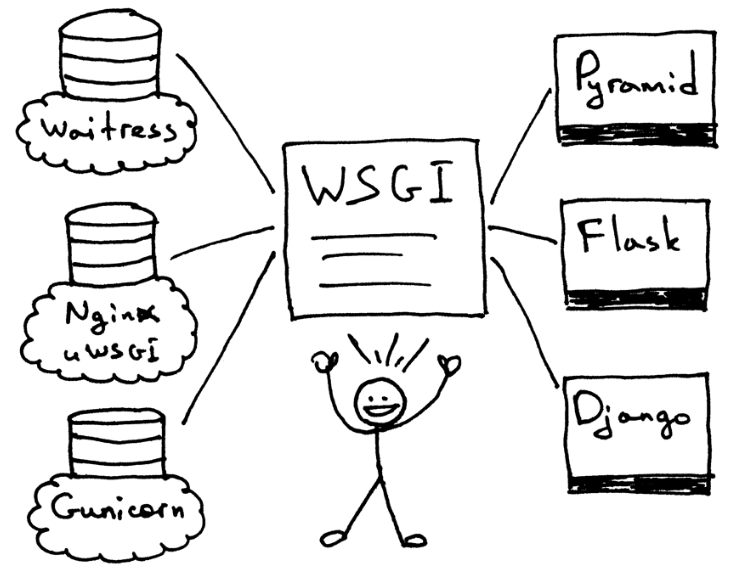 Waitress
Nginx
uWSGI
Gunicorn
WSGI
Pyramid
Flask
Django